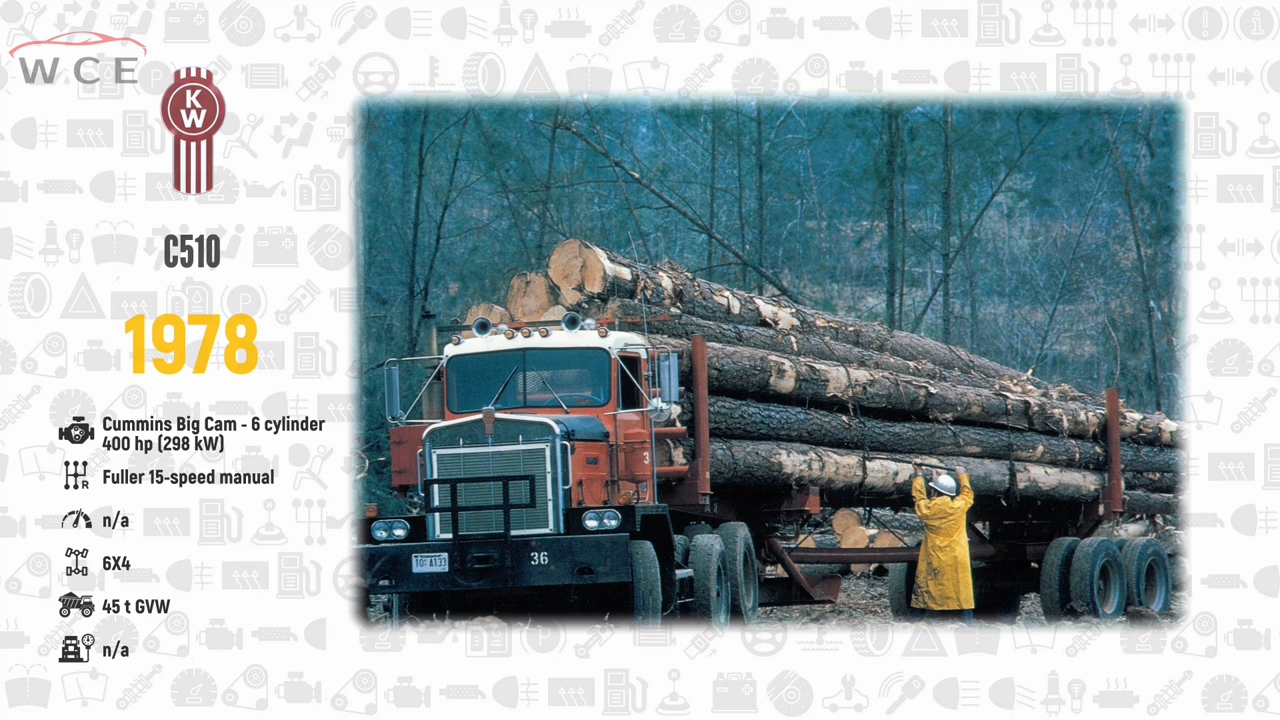 WCE
K
W
C510
1978
Cummins Big Cam - 6 cylinder
400 hp (298 kW)
R
Fuller 15-speed manual
n/a
6X4
45 t GVW
n/a
3
36